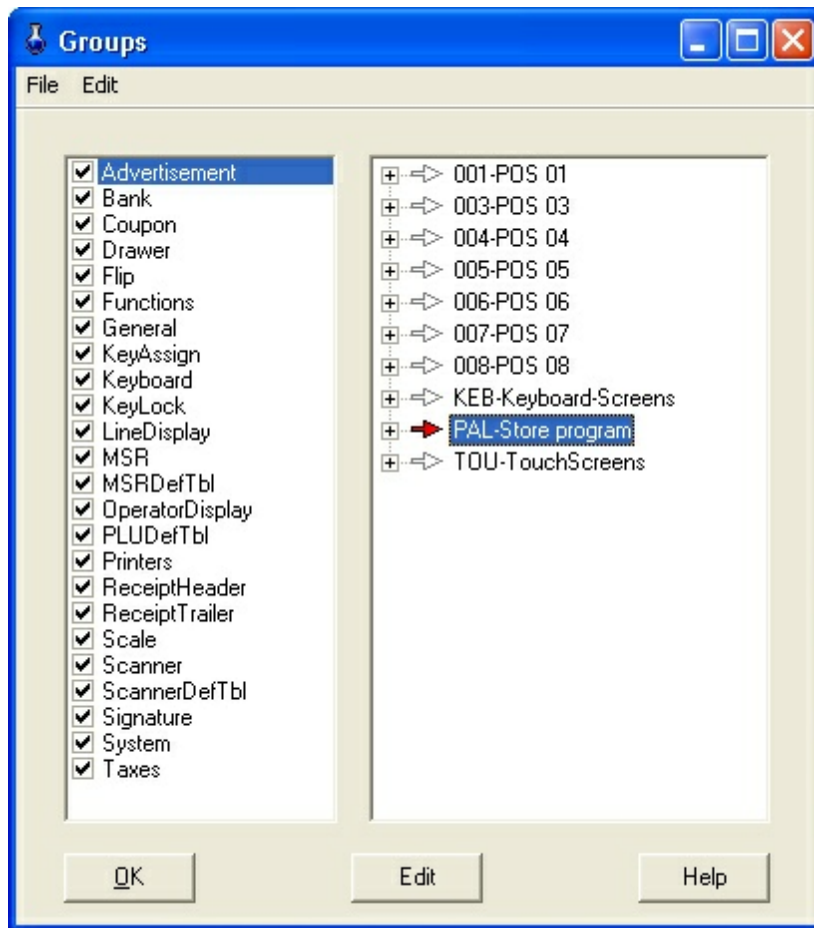 Groups
File Edit
Advertisement
Bank
Coupon
Drawer
Flip
Functions
General
KeyAssign
Keyboard
KeyLock
LineDisplay
MSR
MSRDefTbl
OperatorDisplay
PLUDefTbl
Printers
ReceiptHeader
ReceiptTrailer
Scale
Scanner
ScannerDefTbl
Signature
System
Taxes
001-POS 01
003-POS 03
004-POS 04
005-POS 05
006-POS 06
007-POS 07
008-POS 08
KEB-Keyboard-Screens
PAL-Store program
TOU-TouchScreens
OK Edit Help